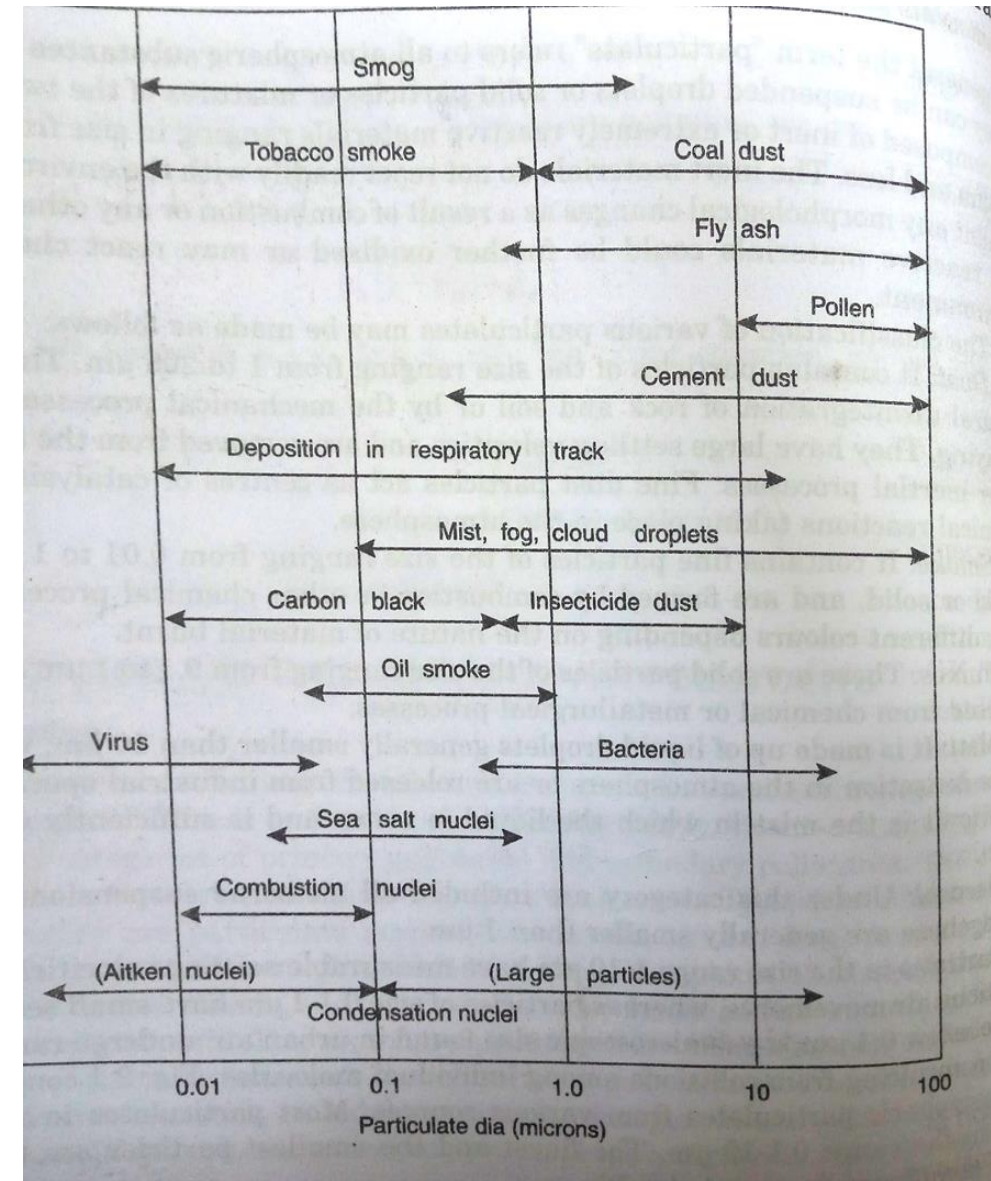 Smog
Tobacco smoke
Coal dust
Fly ash
Pollen
Cement dust
Deposition in respiratory track
Mist, fog, cloud droplets
Carbon black
Insecticide dust
Oil smoke
Virus
Bacteria
Sea salt nuclei
Combustion nuclei
(Aitken nuclei)
(Large particles)
Condensation nuclei
0.01 0.1 1.0 10 100
Particulate dia (microns)